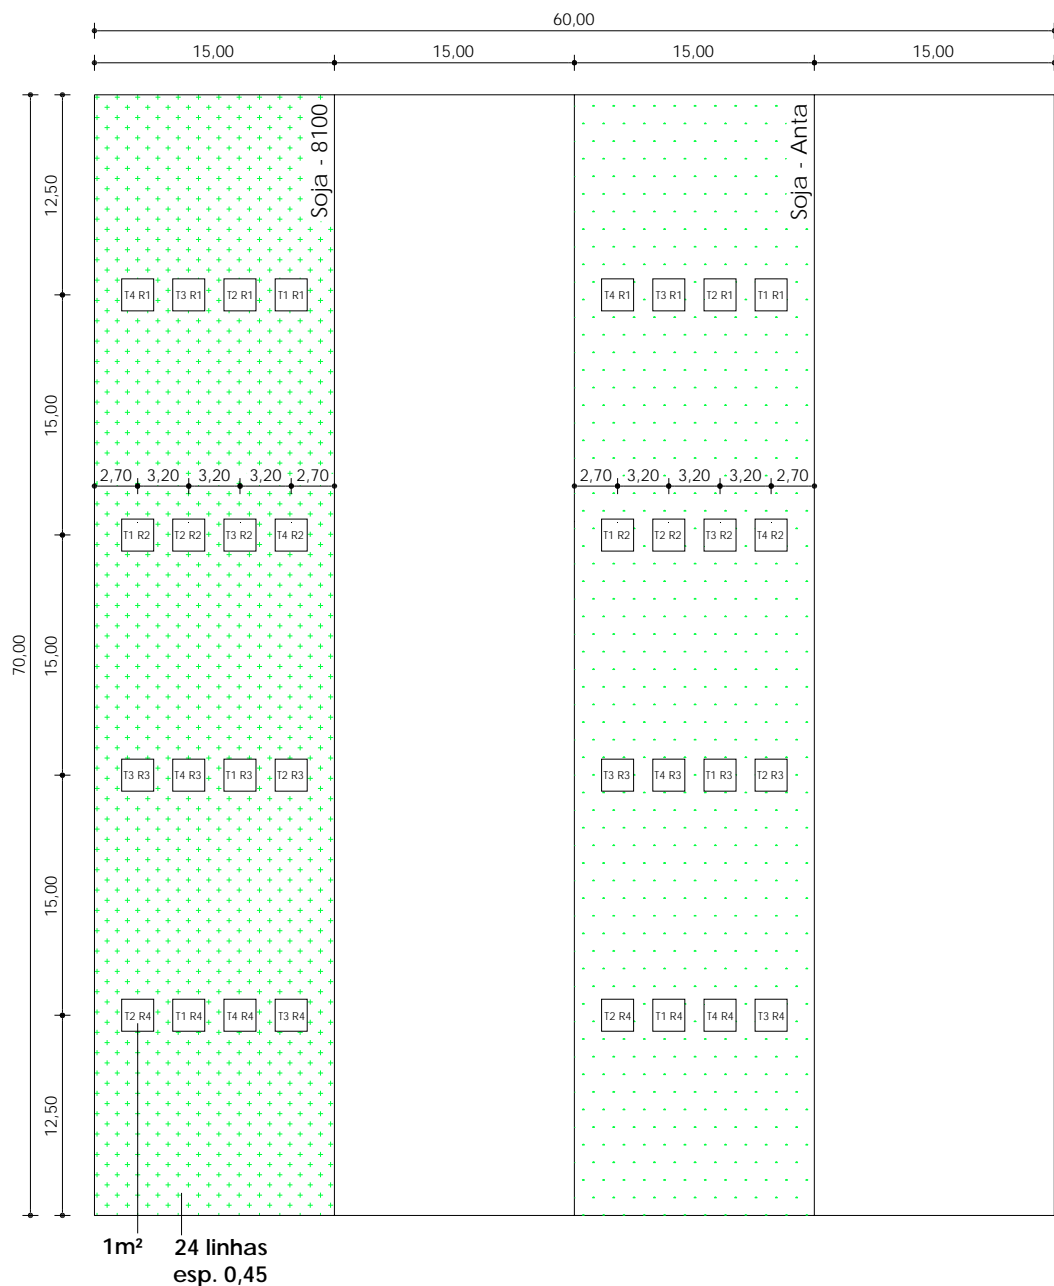 60,00
15,00 15,00 15,00 15,00
Soja - 8100
Soja - Anta
12,50
T4 R1 T3 R1 T2 R1 T1 R1
T4 R1 T3 R1 T2 R1 T1 R1
15,00
2,70 3,20 3,20 3,20 2,70
2,70 3,20 3,20 3,20 2,70
T1 R2 T2 R2 T3 R2 T4 R2
T1 R2 T2 R2 T3 R2 T4 R2
70,00
15,00
T3 R3 T4 R3 T1 R3 T2 R3
T3 R3 T4 R3 T1 R3 T2 R3
15,00
T2 R4 T1 R4 T4 R4 T3 R4
T2 R4 T1 R4 T4 R4 T3 R4
12,50
1m²
24 linhas
esp. 0,45